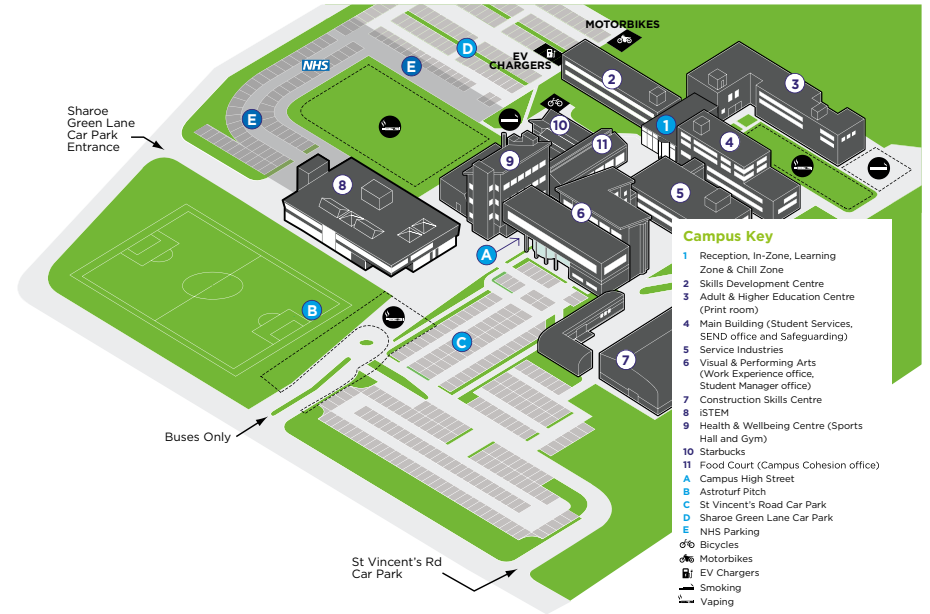 MOTORBIKES
D
EV
CHARGERS
NHS
E
2
3
Sharoe
Green Lane
Car Park
Entrance
E
10
1
4
11
9
8
5
6
A
B
C
7
Buses Only
St Vincent's Rd
Car Park
Campus Key
1 Reception, In-Zone, Learning
Zone & Chill Zone
2 Skills Development Centre
3 Adult & Higher Education Centre
(Print room)
4 Main Building (Student Services,
SEND office and Safeguarding)
5 Service Industries
6 Visual & Performing Arts
(Work Experience office,
Student Manager office)
7 Construction Skills Centre
8 iSTEM
9 Health & Wellbeing Centre (Sports
Hall and Gym)
10 Starbucks
11 Food Court (Campus Cohesion office)
A Campus High Street
B Astroturf Pitch
C St Vincent's Road Car Park
D Sharoe Green Lane Car Park
E NHS Parking
Bicycles
Motorbikes
EV Chargers
Smoking
Vaping